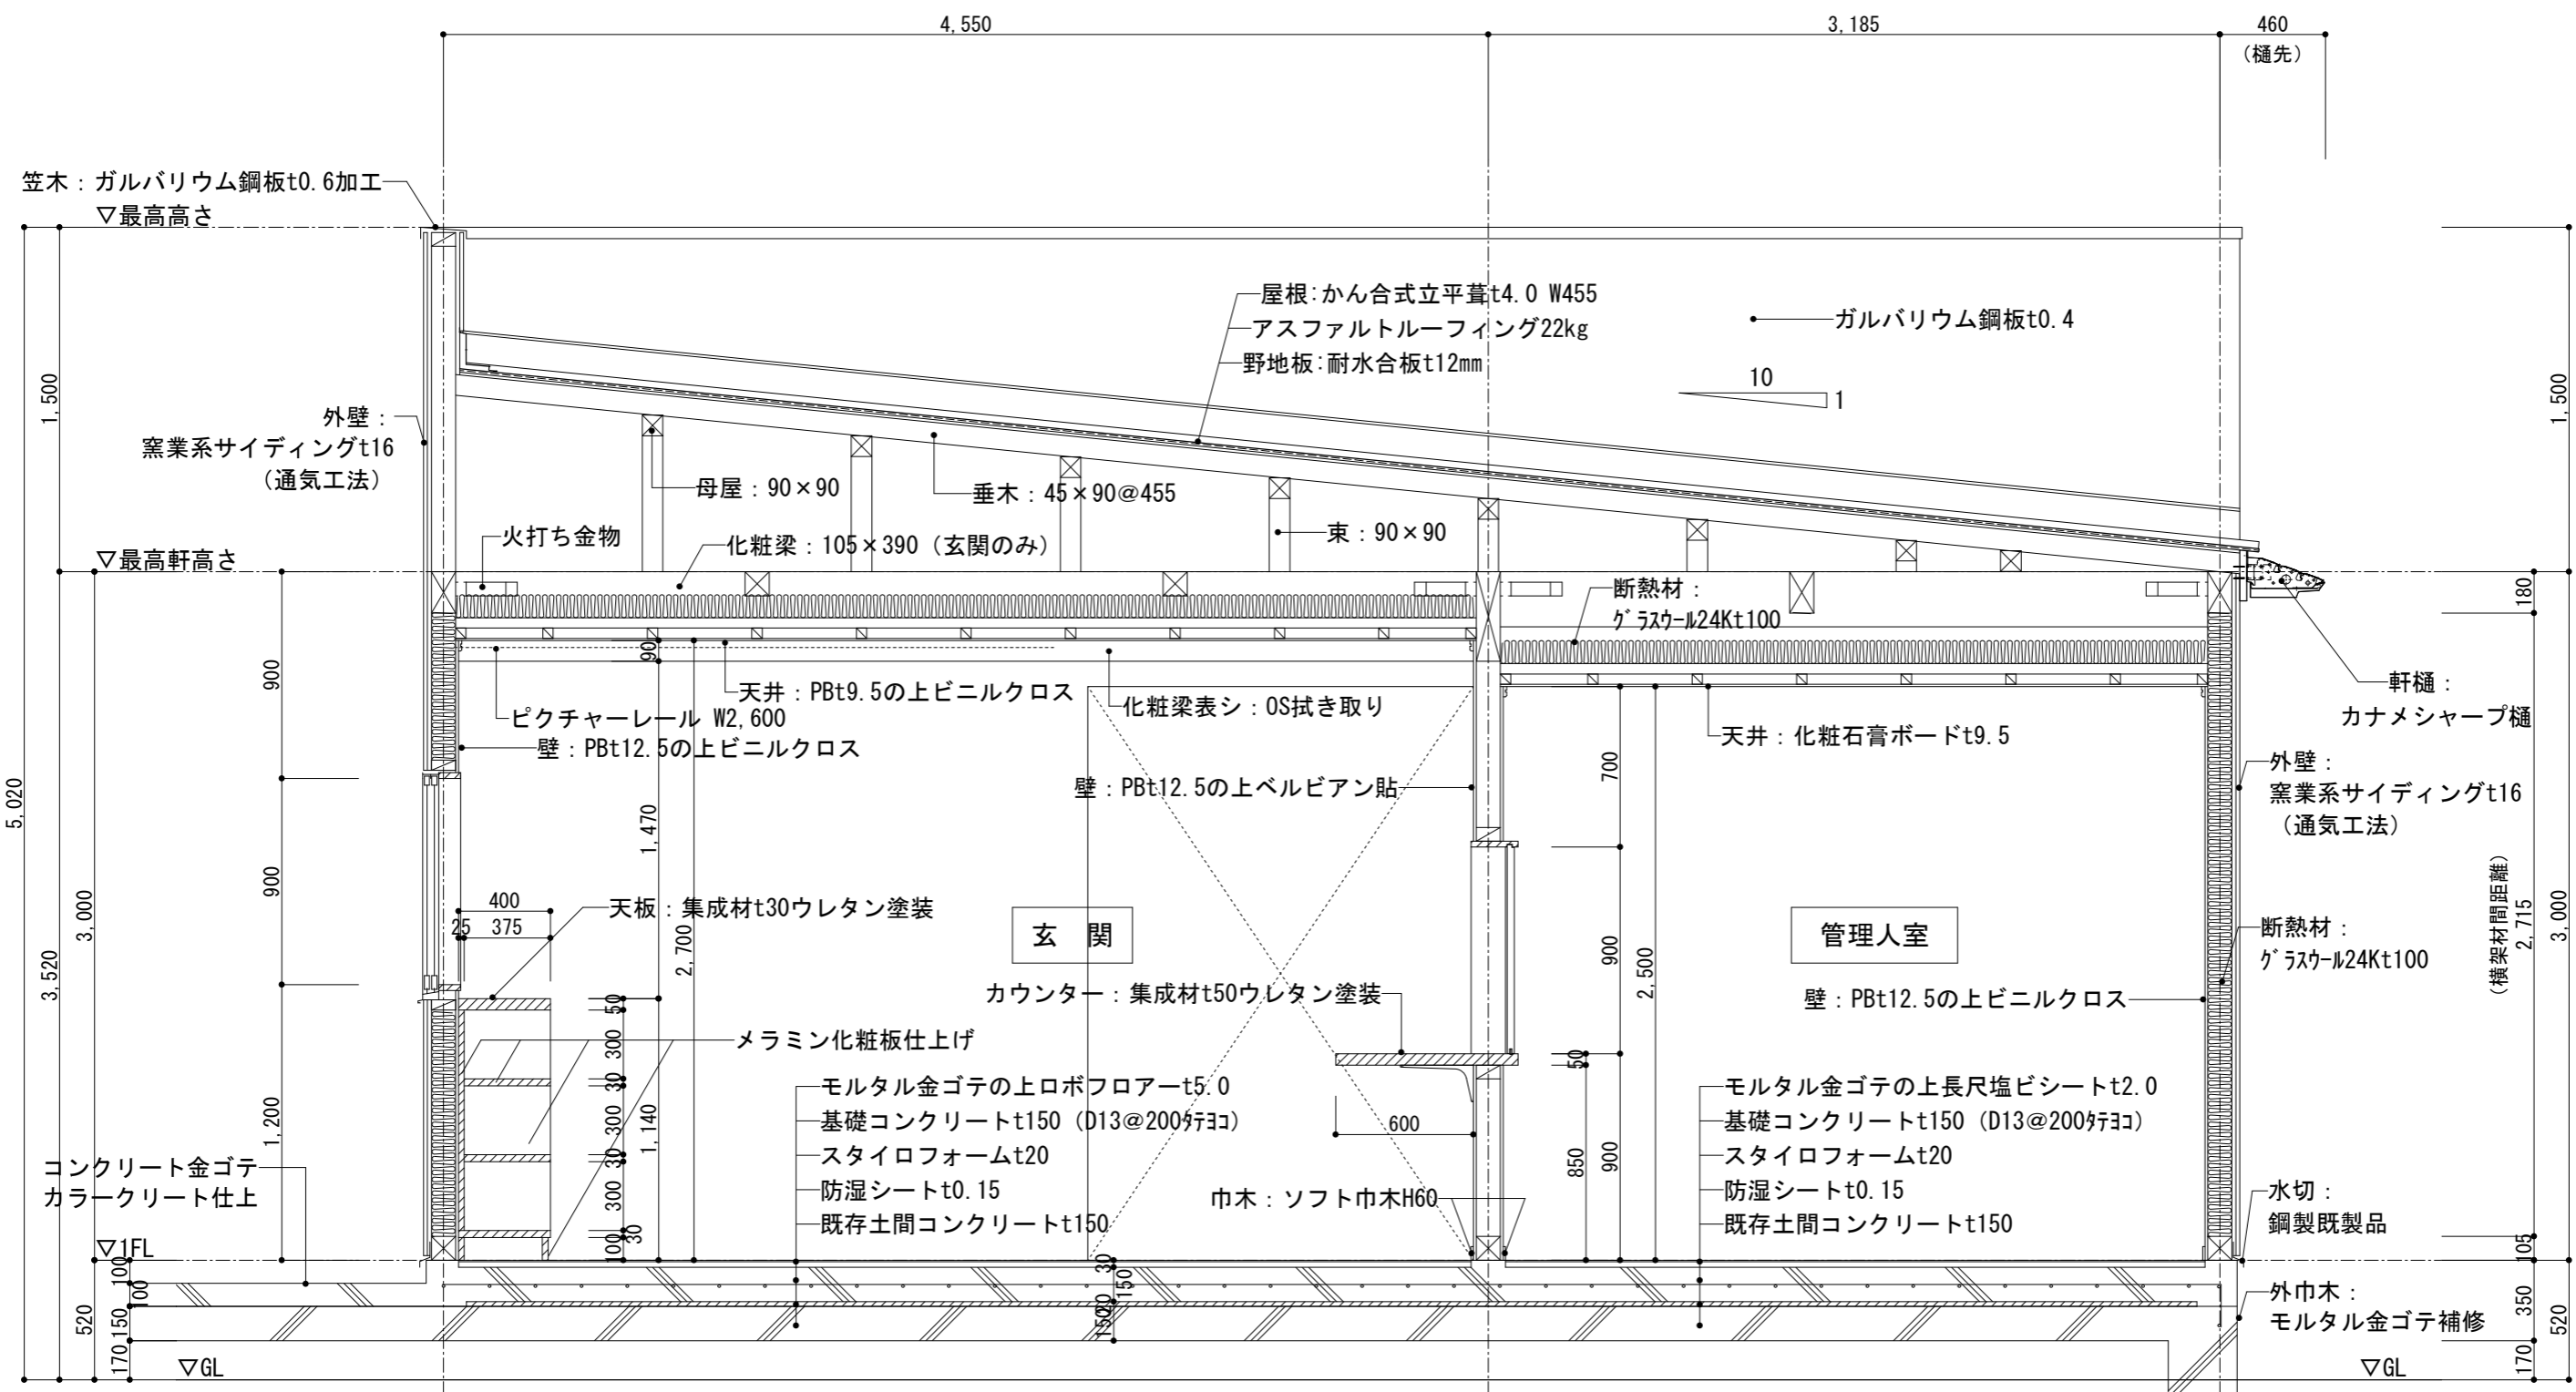 4,550
3,185
460
(樋先)
笠木：ガルバリウム鋼板t0.6加工
▽最高高さ
屋根:かん合式立平葺t4.0 W455
アスファルトルーフィング22kg
野地板:耐水合板t12mm
ガルバリウム鋼板t0.4
10
1
1,500
1,500
外壁：
窯業系サイディングt16
（通気工法）
母屋：90×90
垂木：45×90@455
束：90×90
火打ち金物
化粧梁：105×390（玄関のみ）
▽最高軒高さ
断熱材：
ｸﾞﾗｽｳｰﾙ24Kt100
180
900
90
天井：PBt9.5の上ビニルクロス
ピクチャーレール W2,600
壁：PBt12.5の上ビニルクロス
化粧梁表シ：OS拭き取り
天井：化粧石膏ボードt9.5
軒樋：
カナメシャープ樋
700
壁：PBt12.5の上ベルビアン貼
外壁：
窯業系サイディングt16
（通気工法）
5,020
3,520
3,000
900
1,470
2,700
400
25
375
天板：集成材t30ウレタン塗装
玄　関
管理人室
900
2,500
(横架材間距離)
2,715
3,000
断熱材：
ｸﾞﾗｽｳｰﾙ24Kt100
カウンター：集成材t50ウレタン塗装
壁：PBt12.5の上ビニルクロス
メラミン化粧板仕上げ
50
300
30
300
30
300
30
100
1,140
1,200
50
850
900
600
モルタル金ゴテの上ロボフロアーt5.0
基礎コンクリートt150（D13@200ﾀﾃﾖｺ）
スタイロフォームt20
防湿シートt0.15
既存土間コンクリートt150
モルタル金ゴテの上長尺塩ビシートt2.0
基礎コンクリートt150（D13@200ﾀﾃﾖｺ）
スタイロフォームt20
防湿シートt0.15
既存土間コンクリートt150
巾木：ソフト巾木H60
コンクリート金ゴテ
カラークリート仕上
水切：
鋼製既製品
▽1FL
100
100
150
170
520
30
150
20
150
105
350
170
520
外巾木：
モルタル金ゴテ補修
▽GL
▽GL